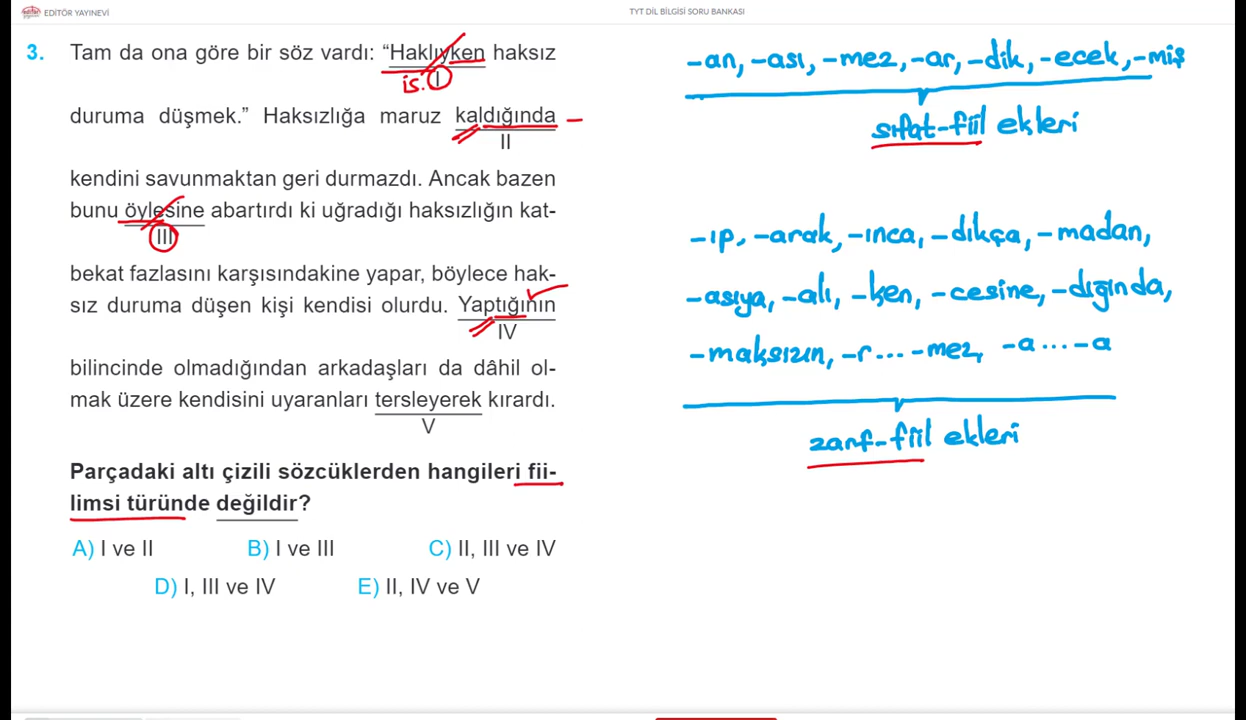 EDİTÖR YAYINEVİ
TYT DİL BİLGİSİ SORU BANKASI
3. Tam da ona göre bir söz vardı: “Haklıyken haksız
is. I
duruma düşmek.” Haksızlığa maruz kaldığında
II
kendini savunmaktan geri durmazdı. Ancak bazen
bunu öylesine abartırdı ki uğradığı haksızlığın kat-
III
bekat fazlasını karşısındakine yapar, böylece hak-
sız duruma düşen kişi kendisi olurdu. Yaptığının
IV
bilincinde olmadığından arkadaşları da dâhil ol-
mak üzere kendisini uyaranları tersleyerek kırardı.
V
Parçadaki altı çizili sözcüklerden hangileri fii-
limsi türünde değildir?
A) I ve II B) I ve III C) II, III ve IV
D) I, III ve IV E) II, IV ve V
-an, -ası, -mez, -ar, -dik, -ecek, -miş
sıfat-fiil ekleri
-ıp, -arak, -ınca, -dıkça, -madan,
-asıya, -alı, -ken, -cesine, -dığında,
-maksızın, -r... -mez, -a ... -a
zarf-fiil ekleri